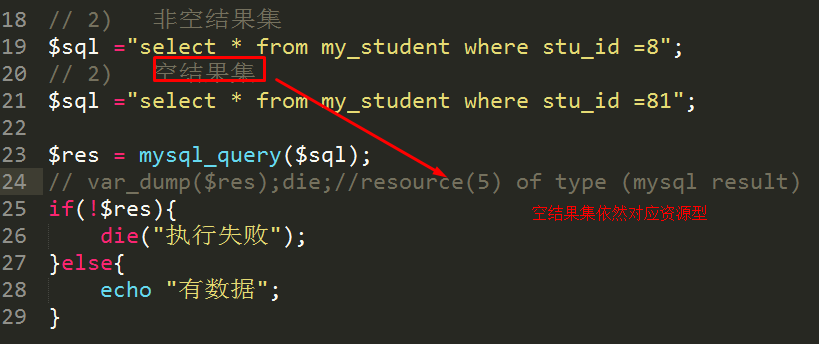 18 // 2) 非空结果集
19 $sql ="select * from my_student where stu_id =8";
20 // 2) 空结果集
21 $sql ="select * from my_student where stu_id =81";
22
23 $res = mysql_query($sql);
24 // var_dump($res);die;//resource(5) of type (mysql result)
25 if(!$res){
空结果集依然对应资源型
26     die("执行失败");
27 }else{
28     echo "有数据";
29 }